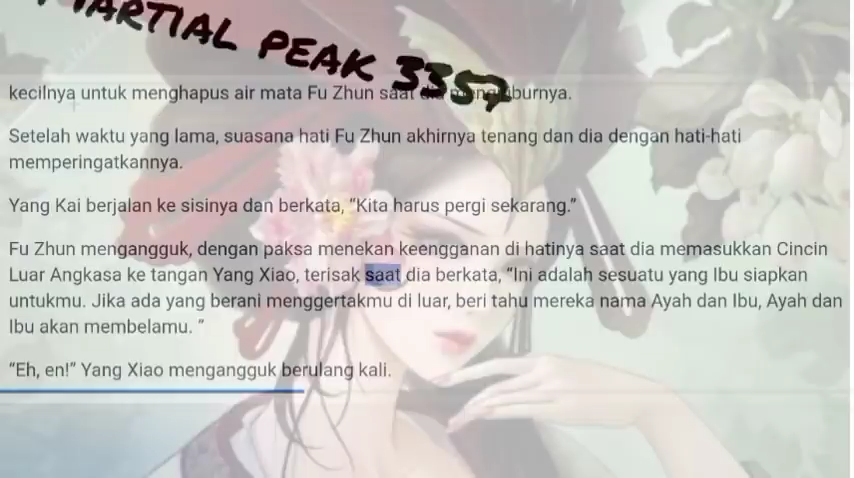 MARTIAL PEAK 3357
kecilnya untuk menghapus air mata Fu Zhun saat dia menghiburnya.
Setelah waktu yang lama, suasana hati Fu Zhun akhirnya tenang dan dia dengan hati-hati
memperingatkannya.
Yang Kai berjalan ke sisinya dan berkata, “Kita harus pergi sekarang.”
Fu Zhun mengangguk, dengan paksa menekan keengganan di hatinya saat dia memasukkan Cincin
Luar Angkasa ke tangan Yang Xiao, terisak saat dia berkata, “Ini adalah sesuatu yang Ibu siapkan
untukmu. Jika ada yang berani menggertakmu di luar, beri tahu mereka nama Ayah dan Ibu, Ayah dan
Ibu akan membelamu. ”
“Eh, en!” Yang Xiao mengangguk berulang kali.